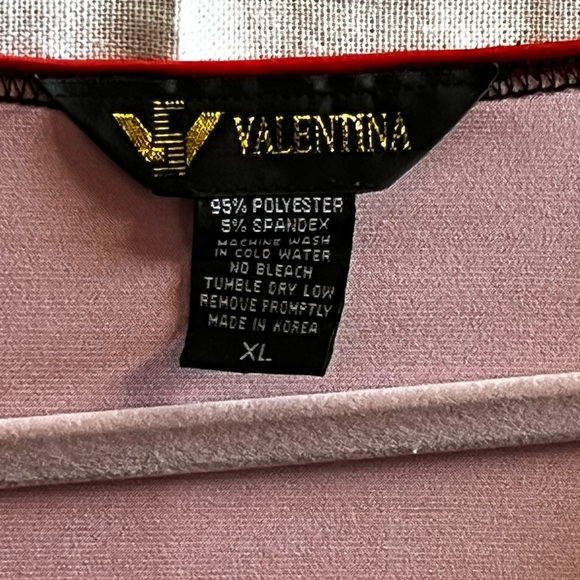 VALENTINA
95% POLYESTER
5% SPANDEX
MACHINE WASH
IN COLD WATER
NO BLEACH
TUMBLE DRY LOW
REMOVE PROMPTLY
MADE IN KOREA
XL